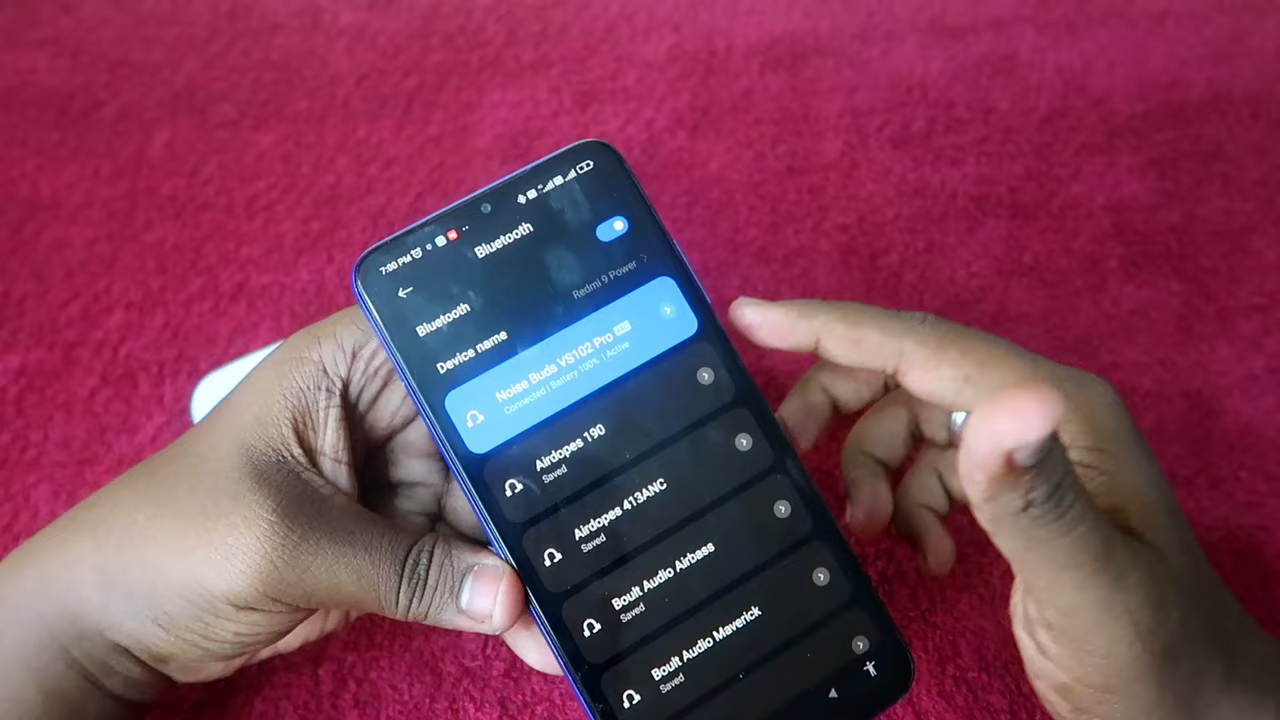 7:00 PM
Bluetooth
Bluetooth
Device name
Redmi 9 Power
Noise Buds VS102 Pro
Connected | Battery 100% | Active
Airdopes 190
Saved
Airdopes 413ANC
Saved
Boult Audio Airbass
Saved
Boult Audio Maverick
Saved